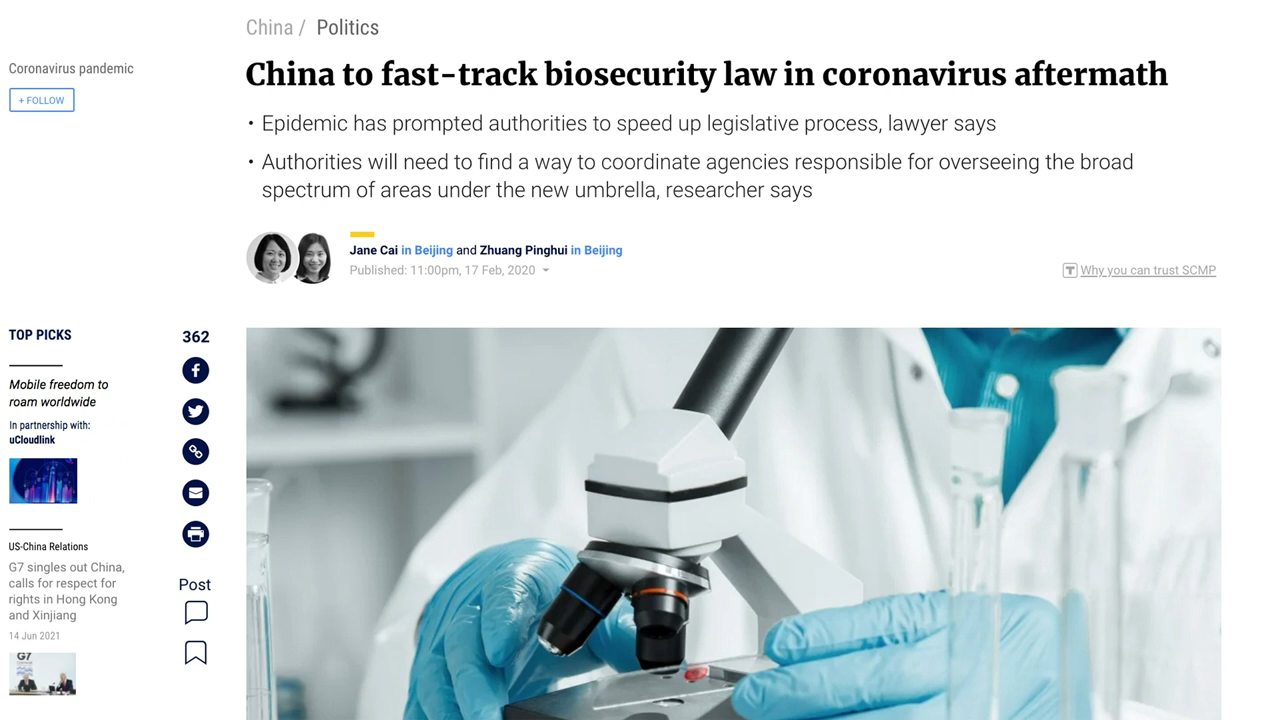 China / Politics
Coronavirus pandemic
+ FOLLOW
China to fast-track biosecurity law in coronavirus aftermath
• Epidemic has prompted authorities to speed up legislative process, lawyer says
• Authorities will need to find a way to coordinate agencies responsible for overseeing the broad
spectrum of areas under the new umbrella, researcher says
Jane Cai in Beijing and Zhuang Pinghui in Beijing
Published: 11:00pm, 17 Feb, 2020
T Why you can trust SCMP
TOP PICKS
Mobile freedom to
roam worldwide
In partnership with:
uCloudlink
US-China Relations
G7 singles out China,
calls for respect for
rights in Hong Kong
and Xinjiang
14 Jun 2021
G7
362
Post